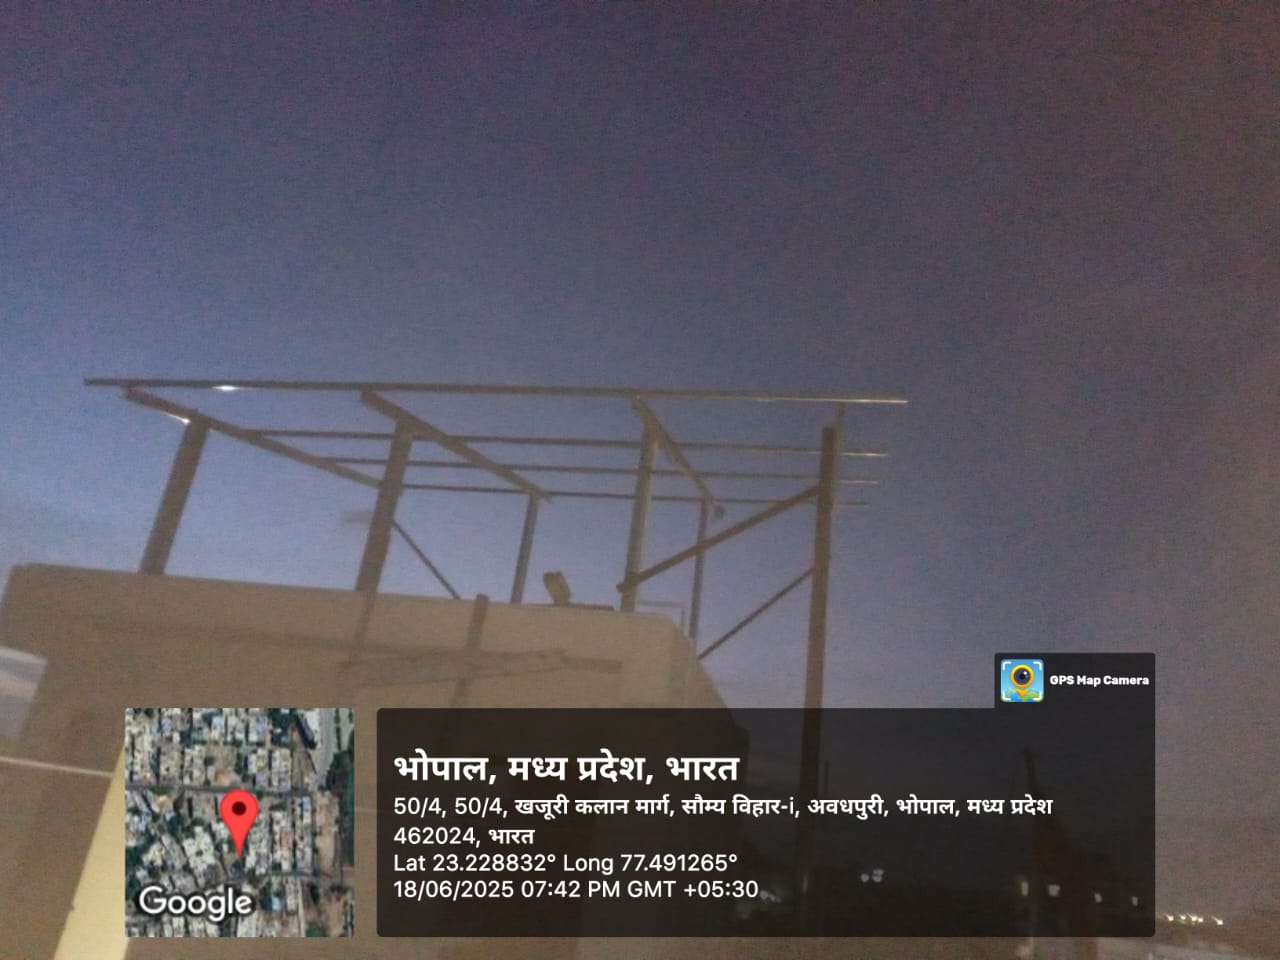 GPS Map Camera
भोपाल, मध्य प्रदेश, भारत
50/4, 50/4, खजूरी कलान मार्ग, सौम्य विहार-i, अवधपुरी, भोपाल, मध्य प्रदेश
462024, भारत
Lat 23.228832° Long 77.491265°
18/06/2025 07:42 PM GMT +05:30
Google